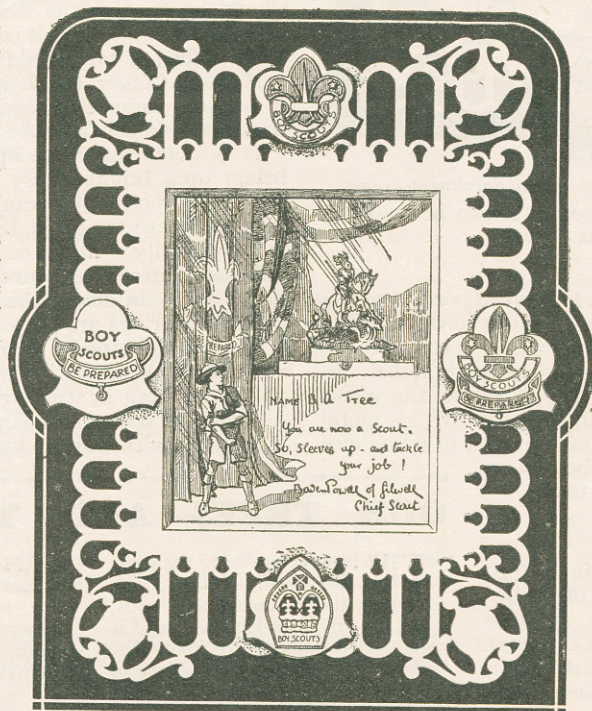 BOY SCOUTS
PREPARED
BOY
SCOUTS
BE PREPARED
BOY SCOUTS
BE PREPARED
NAME B. A. Tree
You are now a Scout.
So, Sleeves up - and tackle
your job !
Baden Powell of Gilwell
Chief Scout
BOY SCOUTS